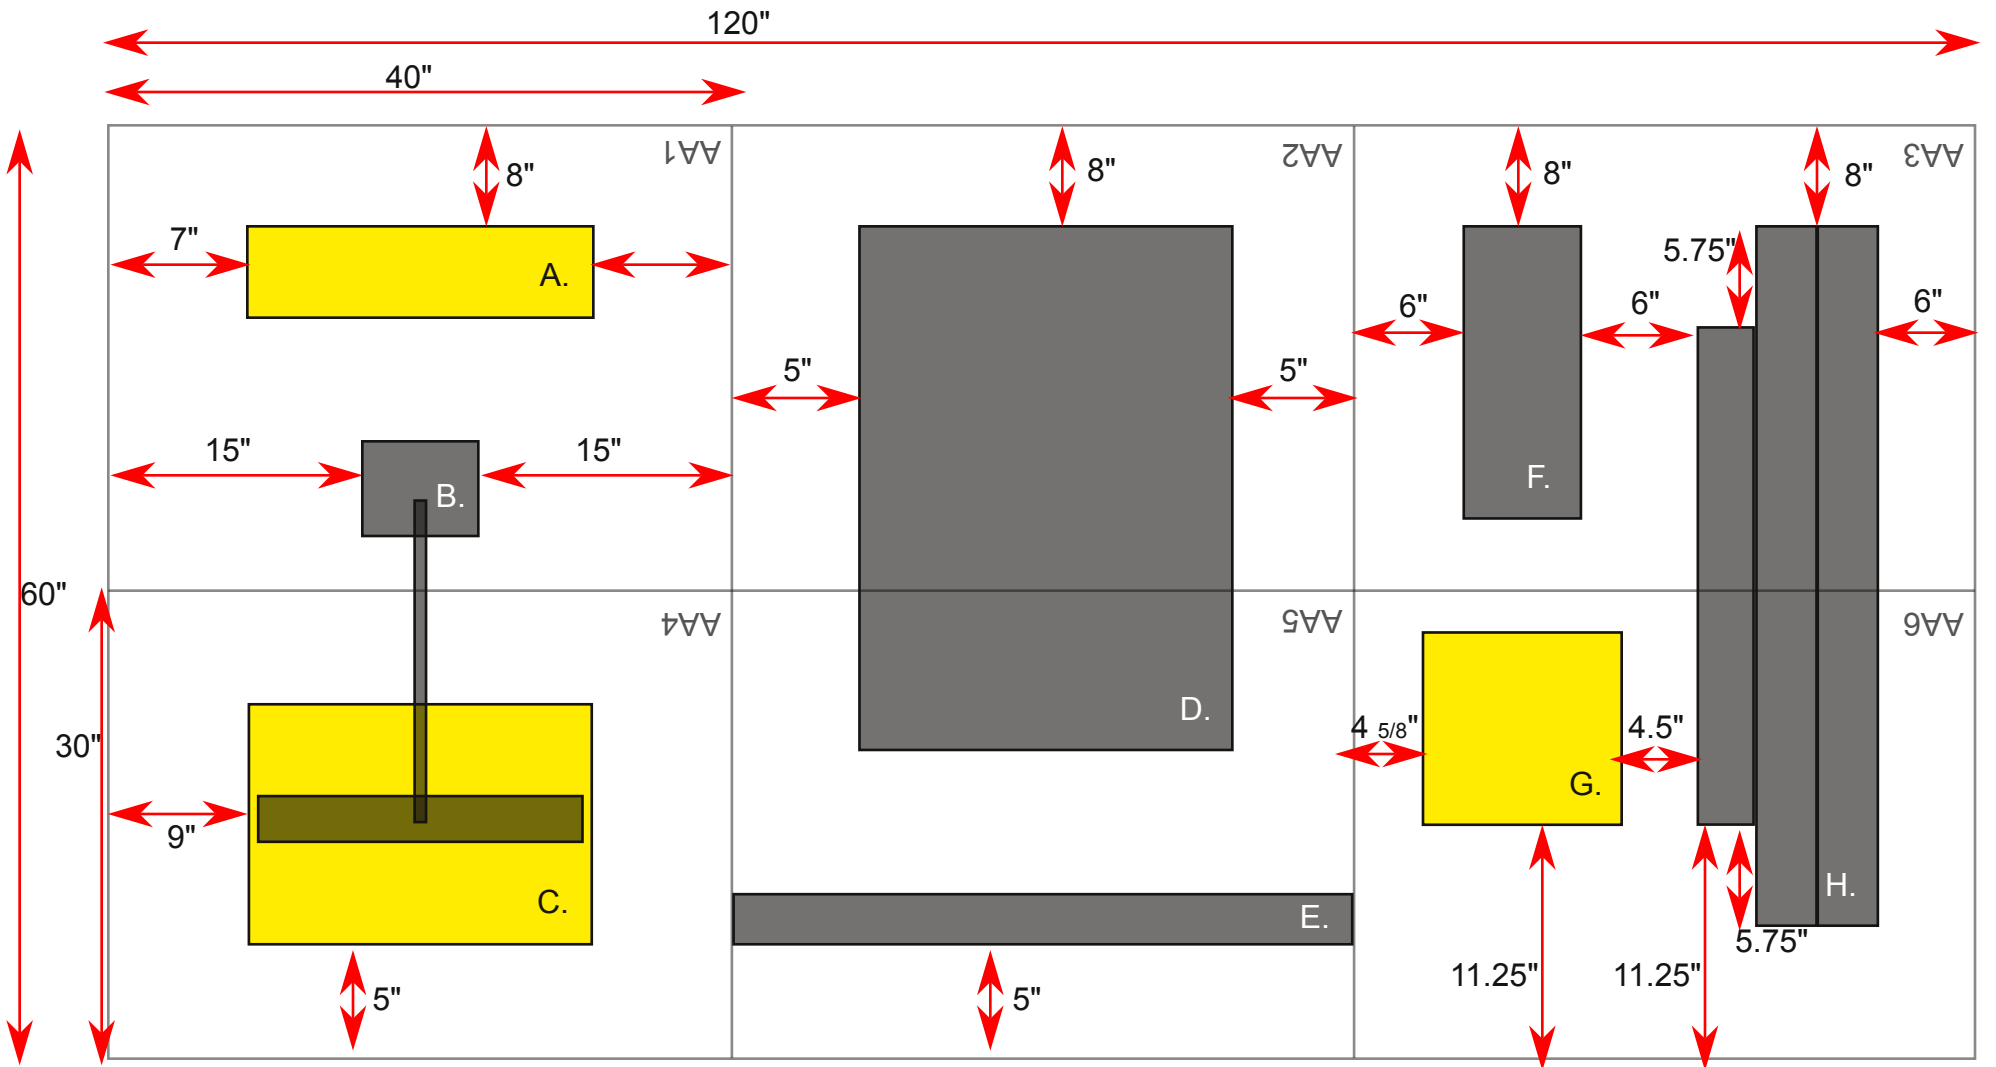 120"
40"
AA1
AA2
AA3
8"
8"
8"
8"
7"
A.
5.75"
6"
6"
6"
5"
5"
15"
15"
B.
F.
60"
AA4
AA5
AA6
30"
D.
4 5/8"
4.5"
G.
9"
C.
E.
H.
5.75"
11.25"
11.25"
5"
5"